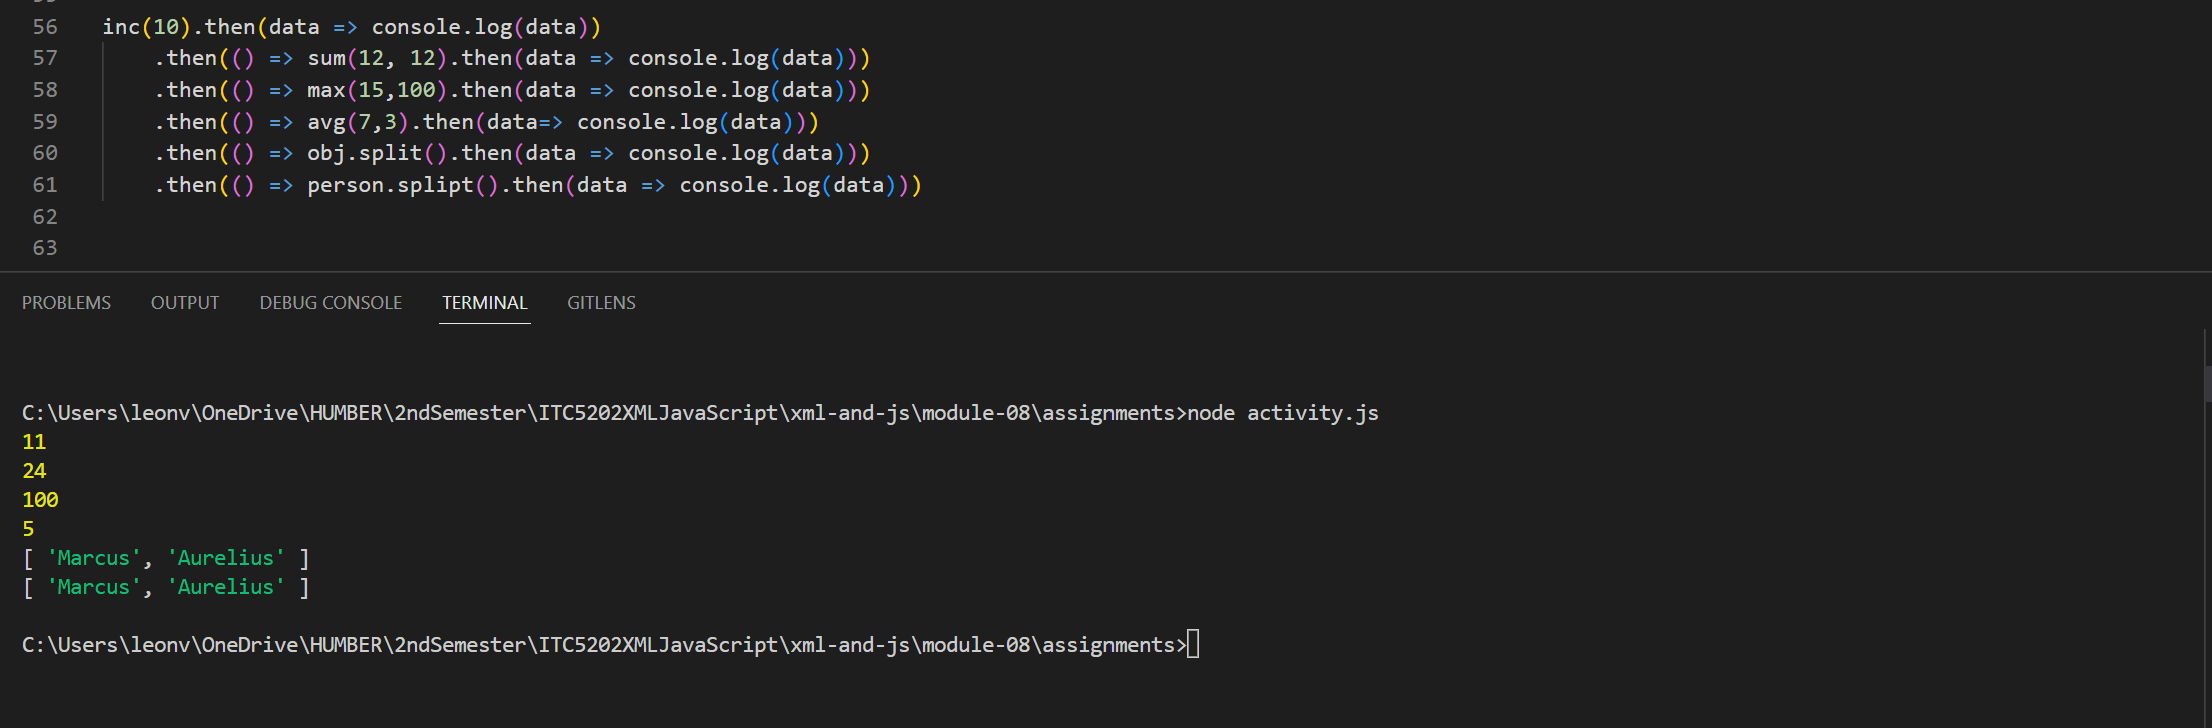 56 inc(10).then(data => console.log(data))
57 .then(() => sum(12, 12).then(data => console.log(data)))
58 .then(() => max(15,100).then(data => console.log(data)))
59 .then(() => avg(7,3).then(data=> console.log(data)))
60 .then(() => obj.split().then(data => console.log(data)))
61 .then(() => person.splipt().then(data => console.log(data)))
62
63
PROBLEMS OUTPUT DEBUG CONSOLE TERMINAL GITLENS
C:\Users\leonv\OneDrive\HUMBER\2ndSemester\ITC5202XMLJavaScript\xml-and-js\module-08\assignments>node activity.js
11
24
100
5
[ 'Marcus', 'Aurelius' ]
[ 'Marcus', 'Aurelius' ]
C:\Users\leonv\OneDrive\HUMBER\2ndSemester\ITC5202XMLJavaScript\xml-and-js\module-08\assignments>